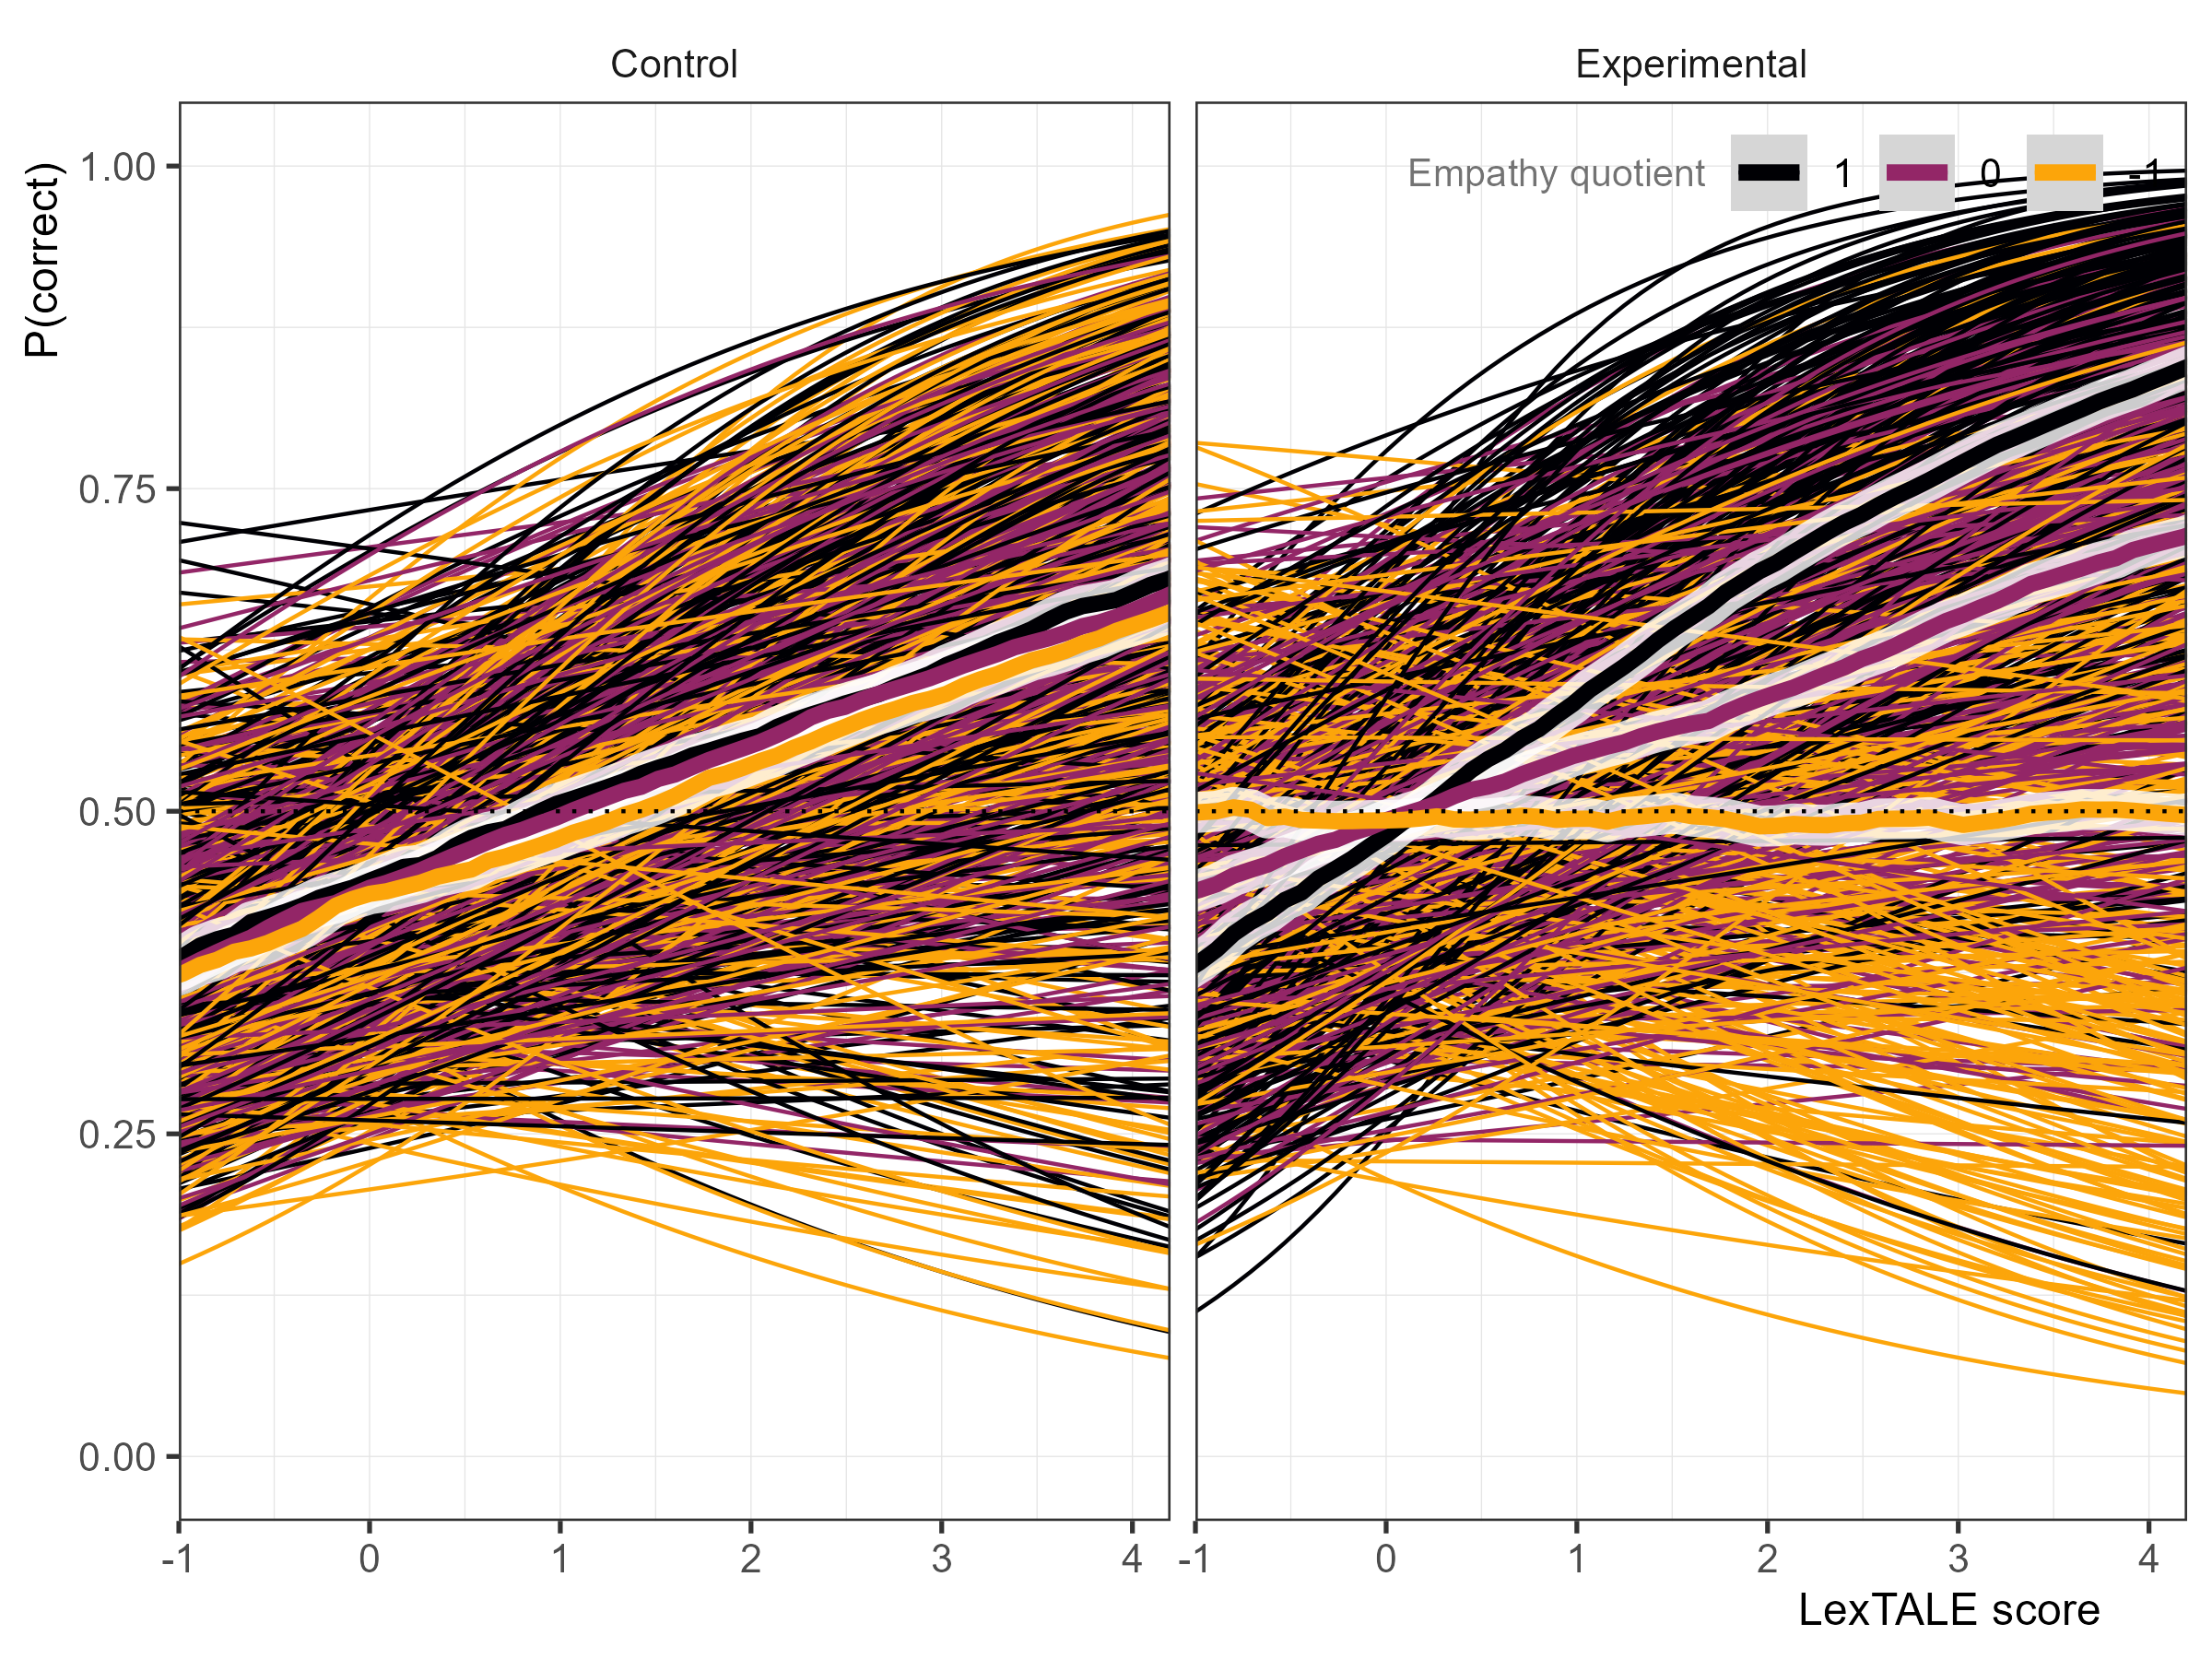 Control
Experimental
Empathy quotient 1 0 -1
P(correct)
1.00
0.75
0.50
0.25
0.00
-1 0 1 2 3 4
-1 0 1 2 3 4
LexTALE score